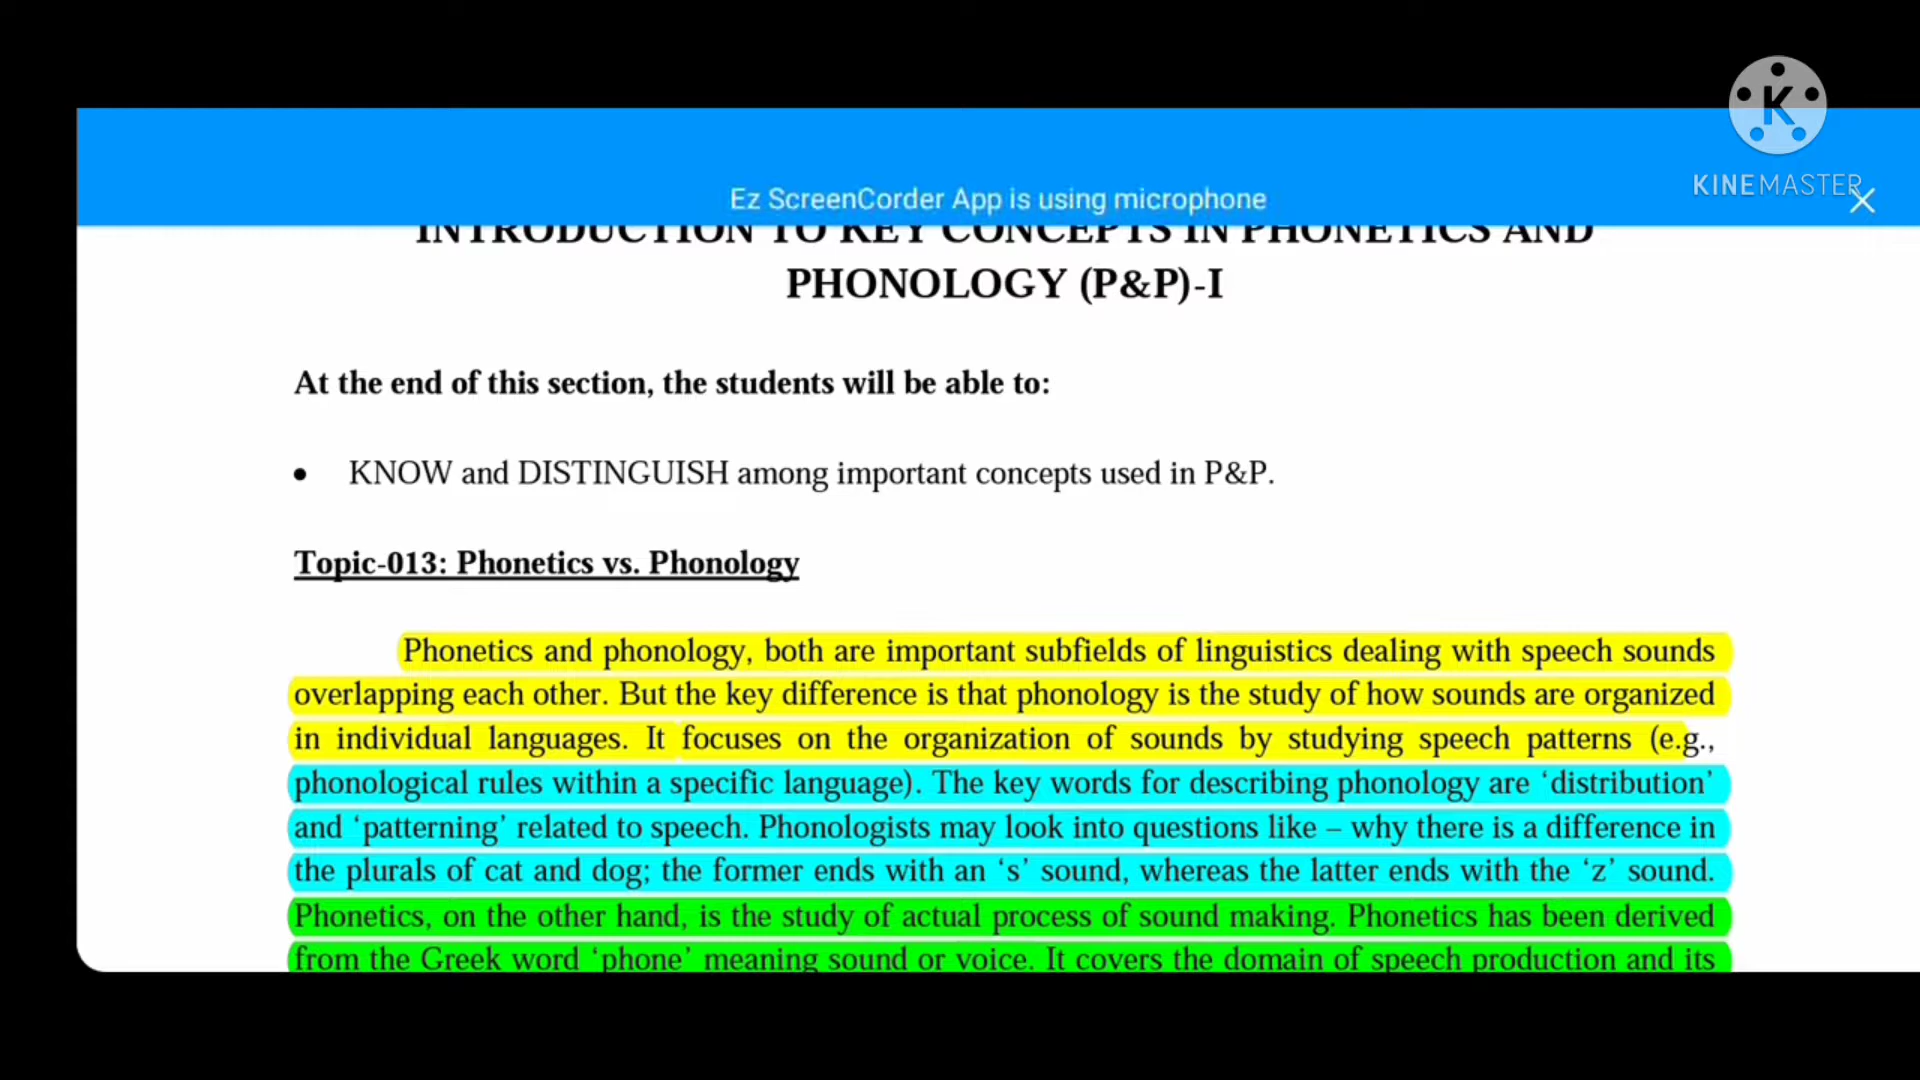 KINEMASTER
Ez ScreenCorder App is using microphone
INTRODUCTION TO KEY CONCEPTS IN PHONETICS AND
PHONOLOGY (P&P)-I
At the end of this section, the students will be able to:
• KNOW and DISTINGUISH among important concepts used in P&P.
Topic-013: Phonetics vs. Phonology
Phonetics and phonology, both are important subfields of linguistics dealing with speech sounds
overlapping each other. But the key difference is that phonology is the study of how sounds are organized
in individual languages. It focuses on the organization of sounds by studying speech patterns (e.g.,
phonological rules within a specific language). The key words for describing phonology are ‘distribution’
and ‘patterning’ related to speech. Phonologists may look into questions like – why there is a difference in
the plurals of cat and dog; the former ends with an ‘s’ sound, whereas the latter ends with the ‘z’ sound.
Phonetics, on the other hand, is the study of actual process of sound making. Phonetics has been derived
from the Greek word ‘phone’ meaning sound or voice. It covers the domain of speech production and its